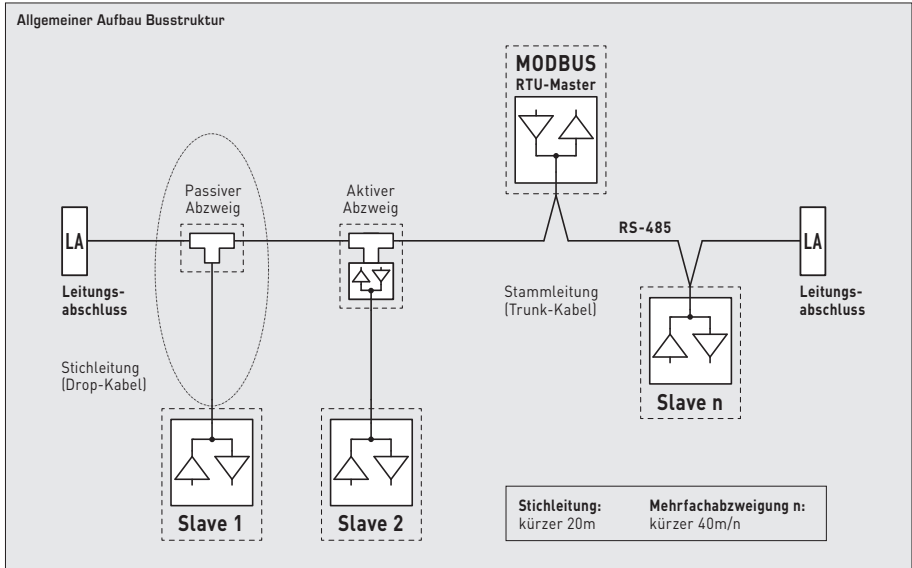 Allgemeiner Aufbau Busstruktur
MODBUS
RTU-Master
Passiver
Abzweig
Aktiver
Abzweig
LA
RS-485
LA
Leitungs-
abschluss
Stammleitung
(Trunk-Kabel)
Leitungs-
abschluss
Stichleitung
(Drop-Kabel)
Slave n
Slave 1
Slave 2
Stichleitung:
kürzer 20m
Mehrfachabzweigung n:
kürzer 40m/n